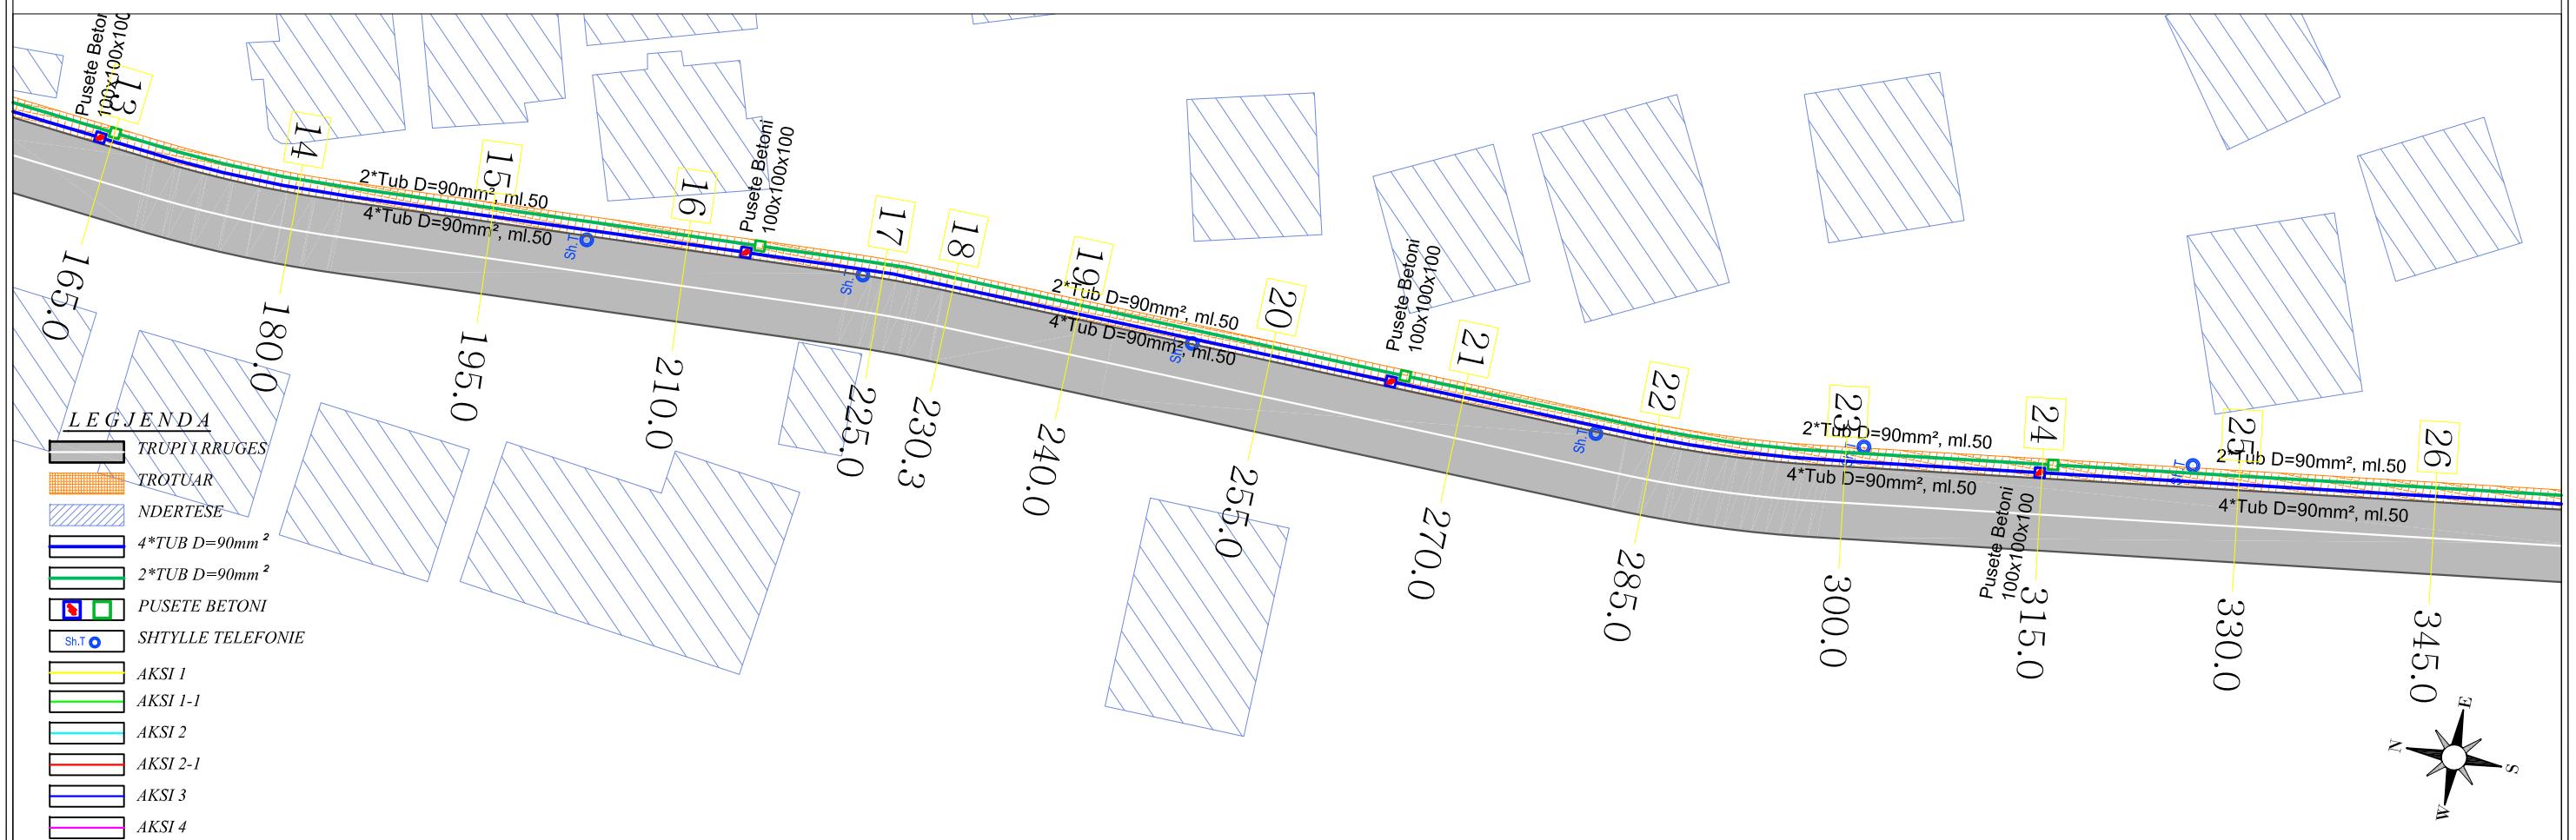 Pusete Betoni
100x100x100
13
14
15
16
17
18
19
20
21
22
23
24
25
26
2*Tub D=90mm², ml.50
4*Tub D=90mm², ml.50
Sh.T
Pusete Betoni
100x100x100
Sh.T
2*Tub D=90mm², ml.50
4*Tub D=90mm², ml.50
Sh.T
Pusete Betoni
100x100x100
Sh.T
2*Tub D=90mm², ml.50
Sh.T
4*Tub D=90mm², ml.50
Pusete Betoni
100x100x100
Sh.T
2*Tub D=90mm², ml.50
4*Tub D=90mm², ml.50
165.0
180.0
195.0
210.0
225.0
230.3
240.0
255.0
270.0
285.0
300.0
315.0
330.0
345.0
LEGJENDA
TRUPI I RRUGES
TROTUAR
NDERTESE
4*TUB D=90mm²
2*TUB D=90mm²
PUSETE BETONI
Sh.T SHTYLLE TELEFONIE
AKSI 1
AKSI 1-1
AKSI 2
AKSI 2-1
AKSI 3
AKSI 4
E
N
S
W